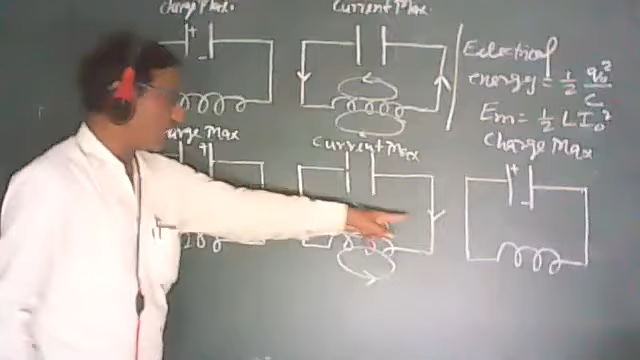 Charge Max.
Current Max.
+
-
Electrical
energy = 1/2 q₀²/C
Em = 1/2 L I₀²
Charge Max
Current Max
Charge Max
+
+
-